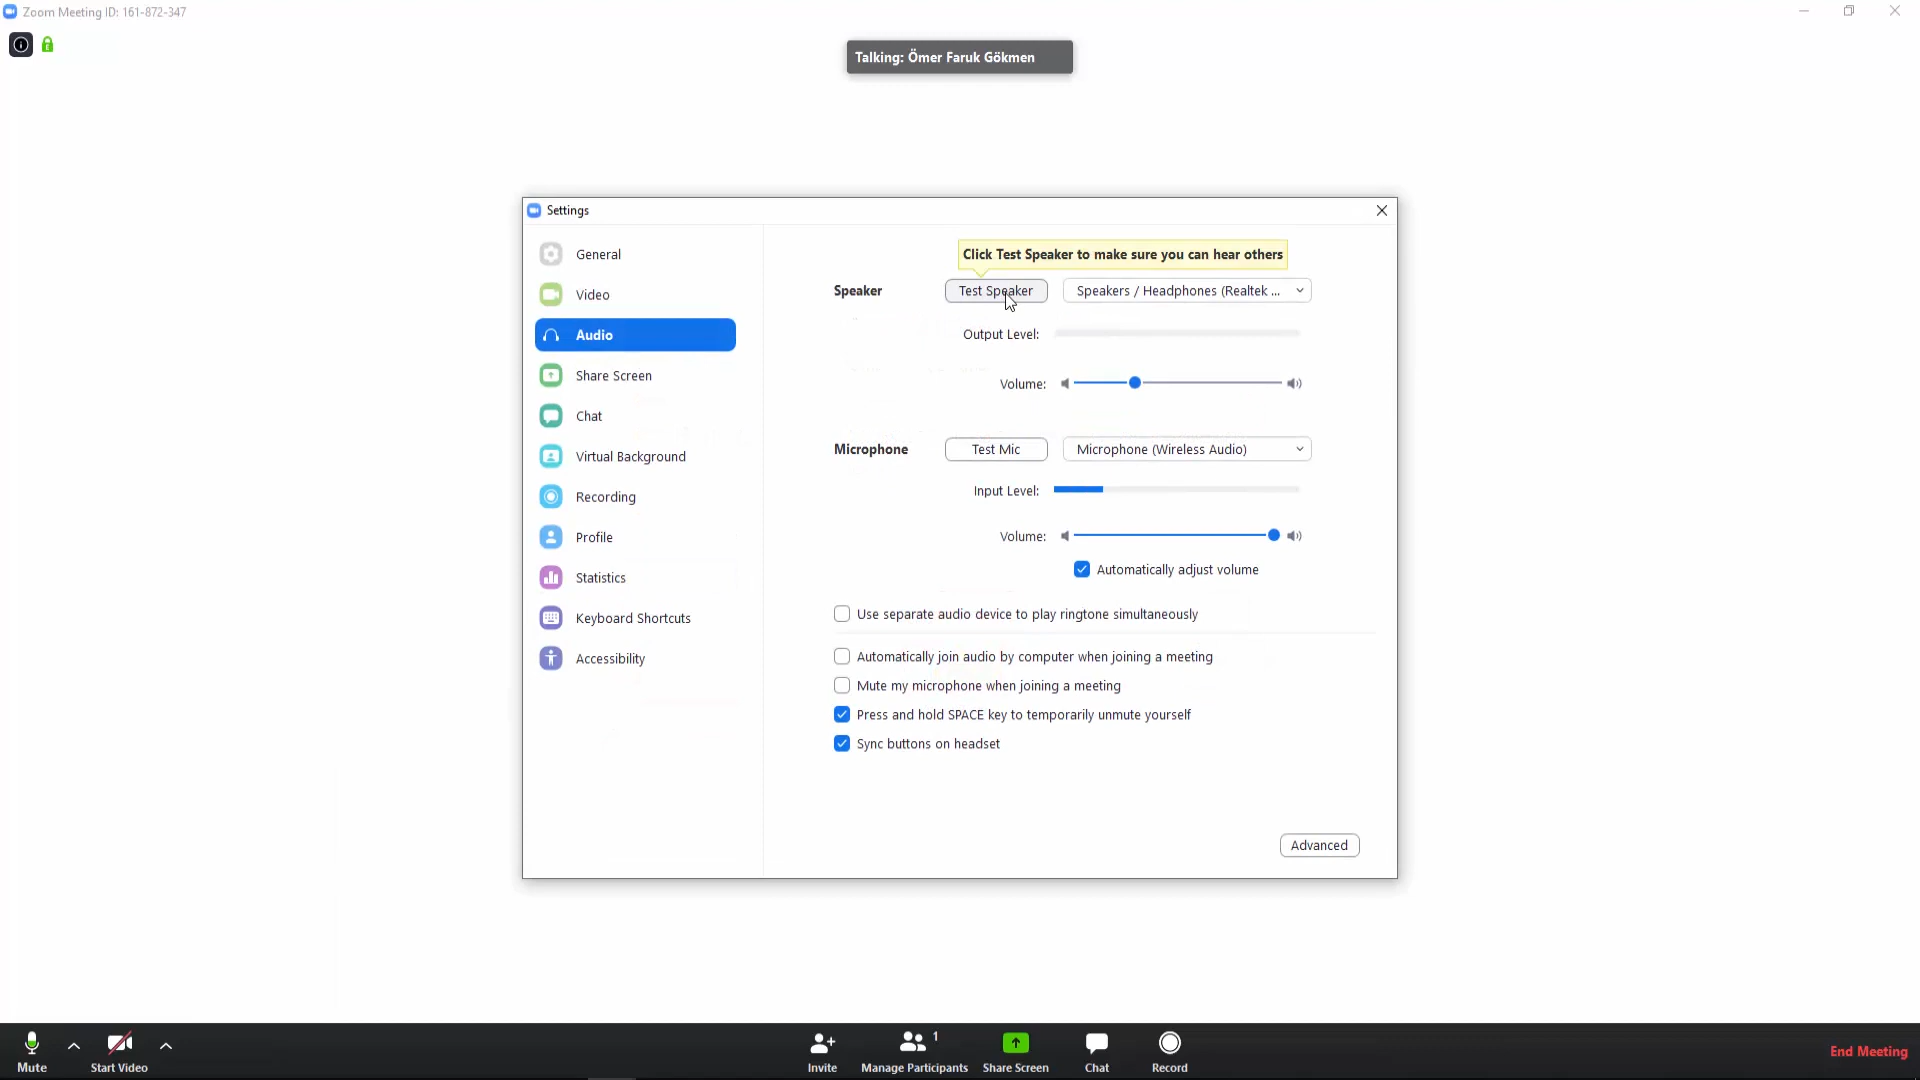 Zoom Meeting ID: 161-872-347
Talking: Ömer Faruk Gökmen
Settings
General
Video
Audio
Share Screen
Chat
Virtual Background
Recording
Profile
Statistics
Keyboard Shortcuts
Accessibility
Click Test Speaker to make sure you can hear others
Speaker Test Speaker Speakers / Headphones (Realtek ...
Output Level:
Volume:
Microphone Test Mic Microphone (Wireless Audio)
Input Level:
Volume:
Automatically adjust volume
Use separate audio device to play ringtone simultaneously
Automatically join audio by computer when joining a meeting
Mute my microphone when joining a meeting
Press and hold SPACE key to temporarily unmute yourself
Sync buttons on headset
Advanced
Mute
Start Video
Invite
1
Manage Participants
Share Screen
Chat
Record
End Meeting